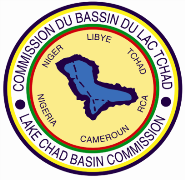 COMMISSION DU BASSIN DU LAC TCHAD
LIBYE
NIGER
TCHAD
NIGERIA
RCA
CAMEROUN
LAKE CHAD BASIN COMMISSION